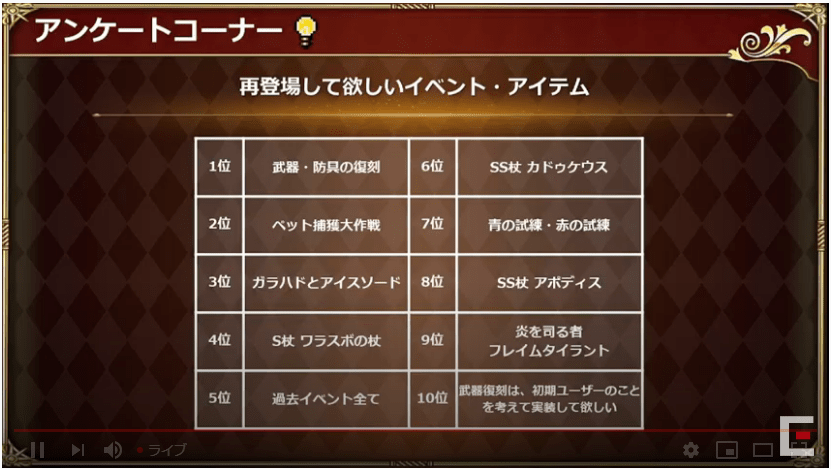 アンケートコーナー
再登場して欲しいイベント・アイテム
1位 武器・防具の復刻 6位 SS杖 カドゥケウス
2位 ペット捕獲大作戦 7位 青の試練・赤の試練
3位 ガラハドとアイスソード 8位 SS杖 アポディス
4位 S杖 ワラスボの杖 9位 炎を司る者
フレイムタイラント
5位 過去イベント全て 10位 武器復刻は、初期ユーザーのこと
を考えて実装して欲しい
ライブ